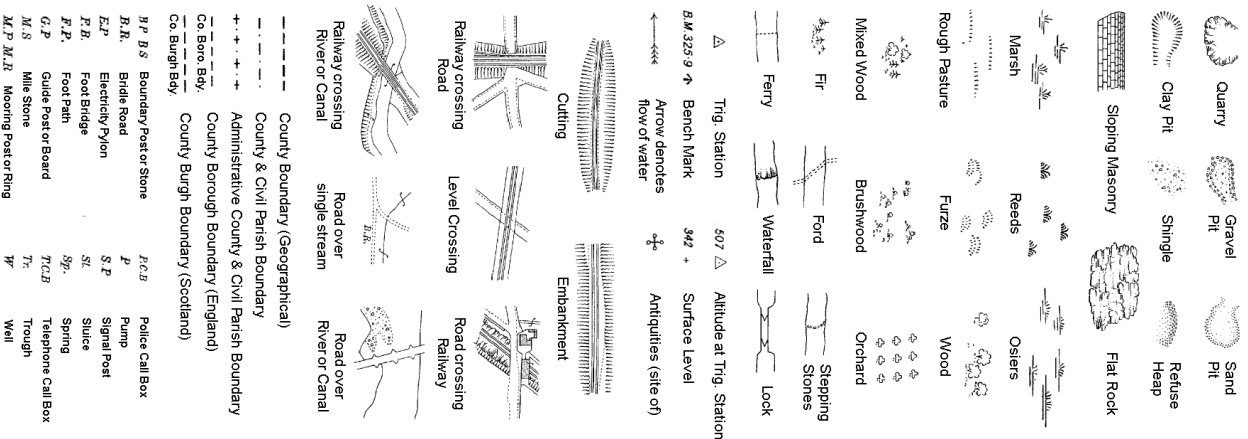 Quarry
Gravel
Pit
Sand
Pit
Clay Pit
Shingle
Refuse
Heap
Sloping Masonry
Flat Rock
Marsh
Reeds
Osiers
Rough Pasture
Furze
Wood
Mixed Wood
Brushwood
Orchard
Fir
Ford
Stepping
Stones
Ferry
Waterfall
Lock
Trig. Station
507 Altitude at Trig. Station
B.M.325·9 Bench Mark
342 + Surface Level
Arrow denotes
flow of water
Antiquities (site of)
Cutting
Embankment
Railway crossing
Road
Level Crossing
Road crossing
Railway
Railway crossing
River or Canal
B.R.
Road over
single stream
Road over
River or Canal
County Boundary (Geographical)
County & Civil Parish Boundary
Administrative County & Civil Parish Boundary
Co. Boro. Bdy. County Borough Boundary (England)
Co. Burgh Bdy. County Burgh Boundary (Scotland)
B P B S Boundary Post or Stone
P.C.B Police Call Box
B.R. Bridle Road
P Pump
E.P Electricity Pylon
S.P Signal Post
F.B. Foot Bridge
Sl. Sluice
F.P. Foot Path
Sp. Spring
G.P Guide Post or Board
T.C.B Telephone Call Box
M.S Mile Stone
Tr. Trough
M.P M.R Mooring Post or Ring
W Well